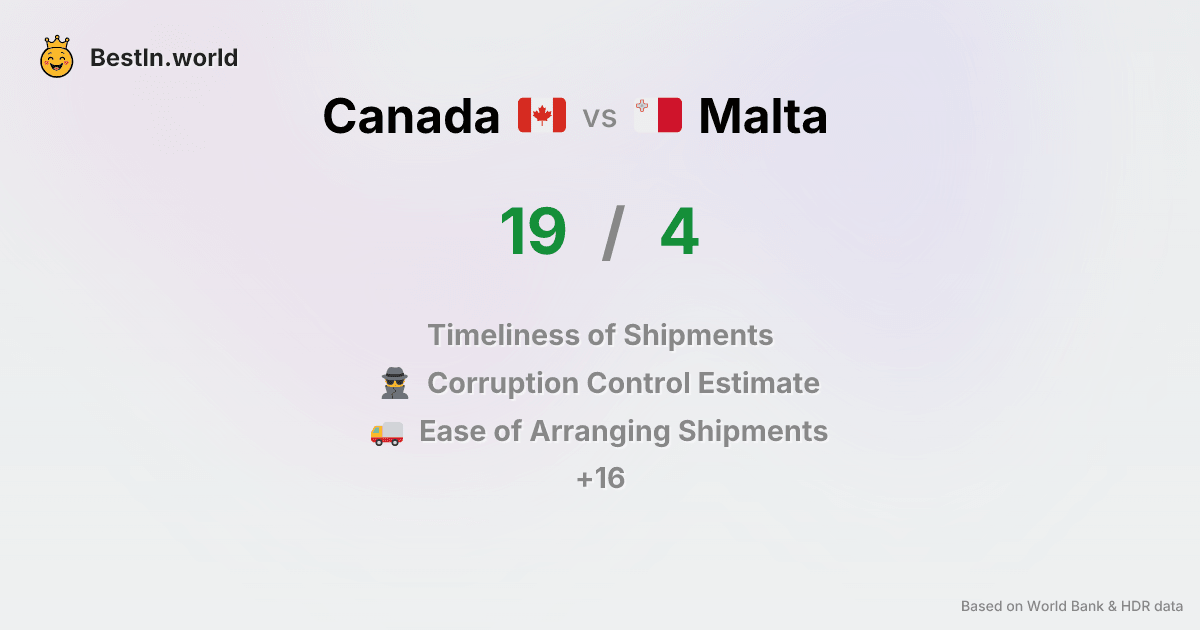 BestIn.world
Canada vs Malta
19 / 4
Timeliness of Shipments
Corruption Control Estimate
Ease of Arranging Shipments
+16
Based on World Bank & HDR data